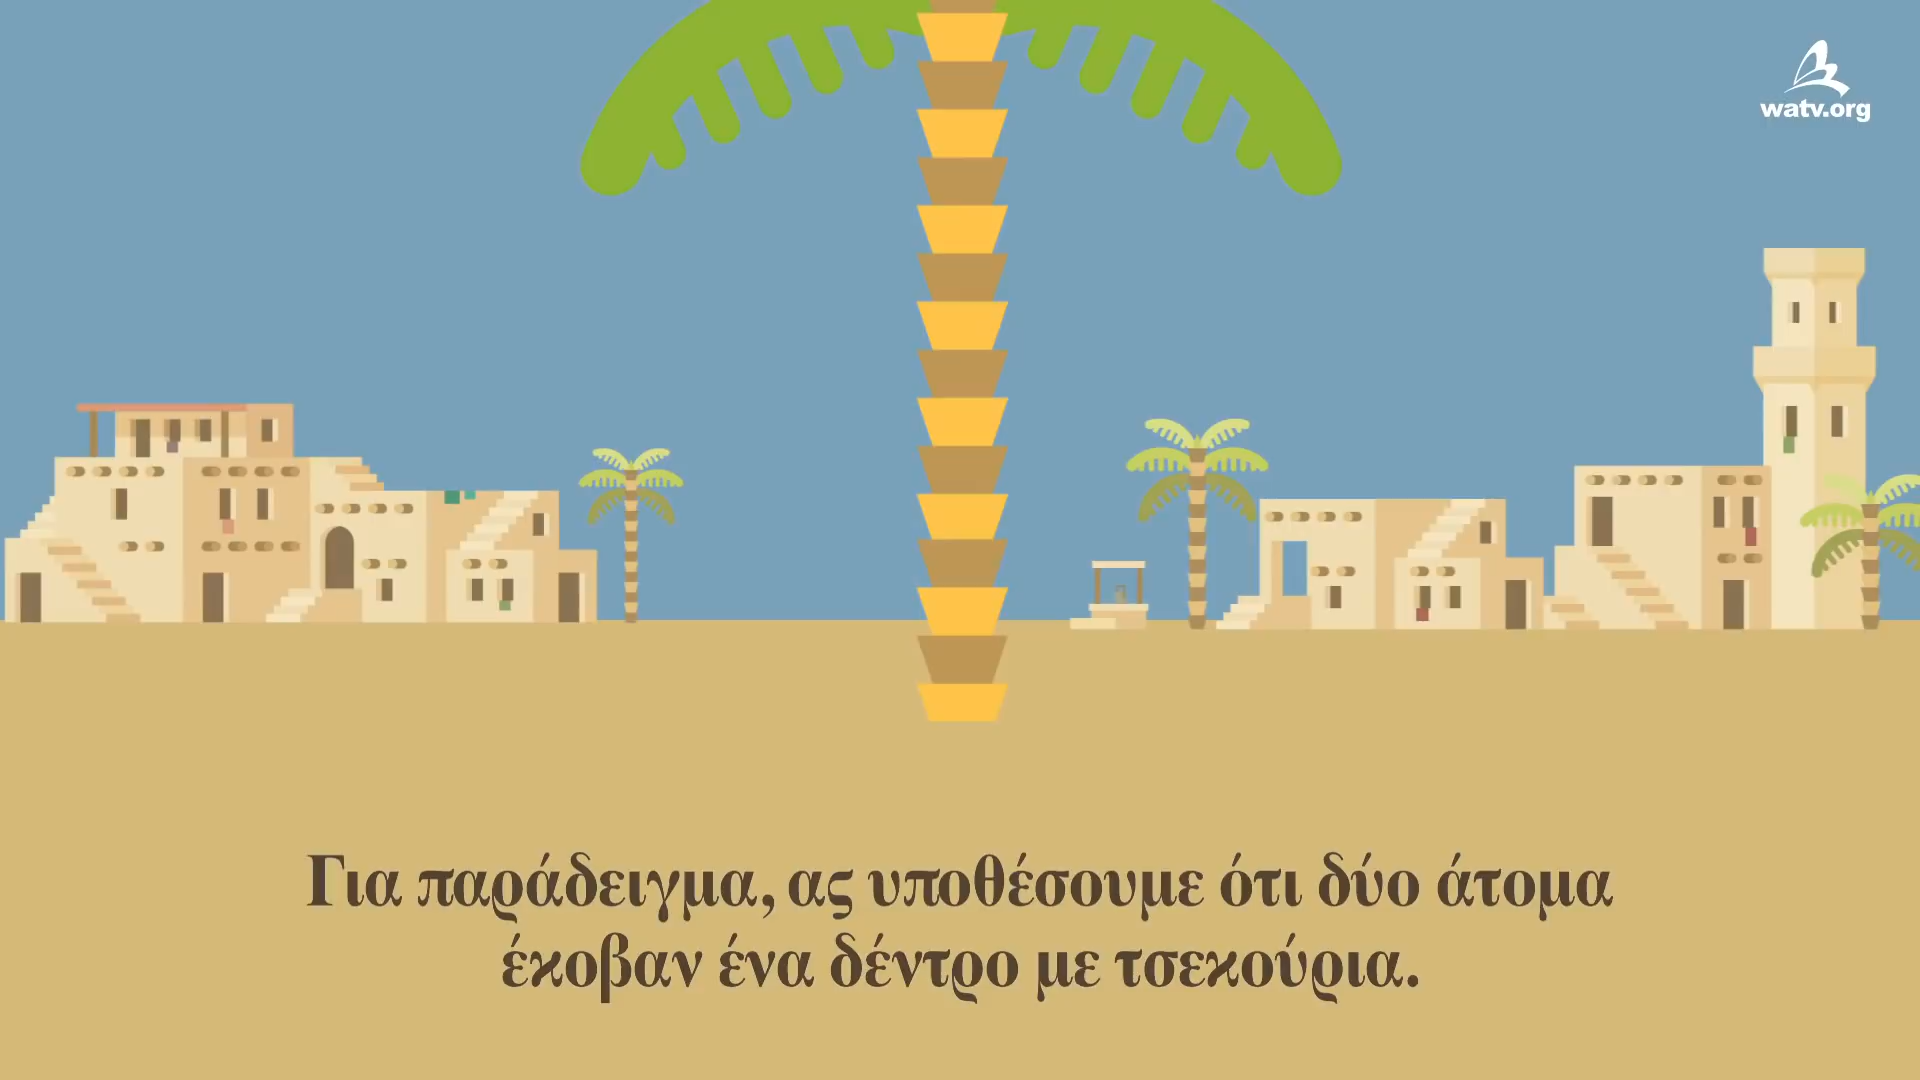 watv.org
Για παράδειγμα, ας υποθέσουμε ότι δύο άτομα
έκοβαν ένα δέντρο με τσεκούρια.